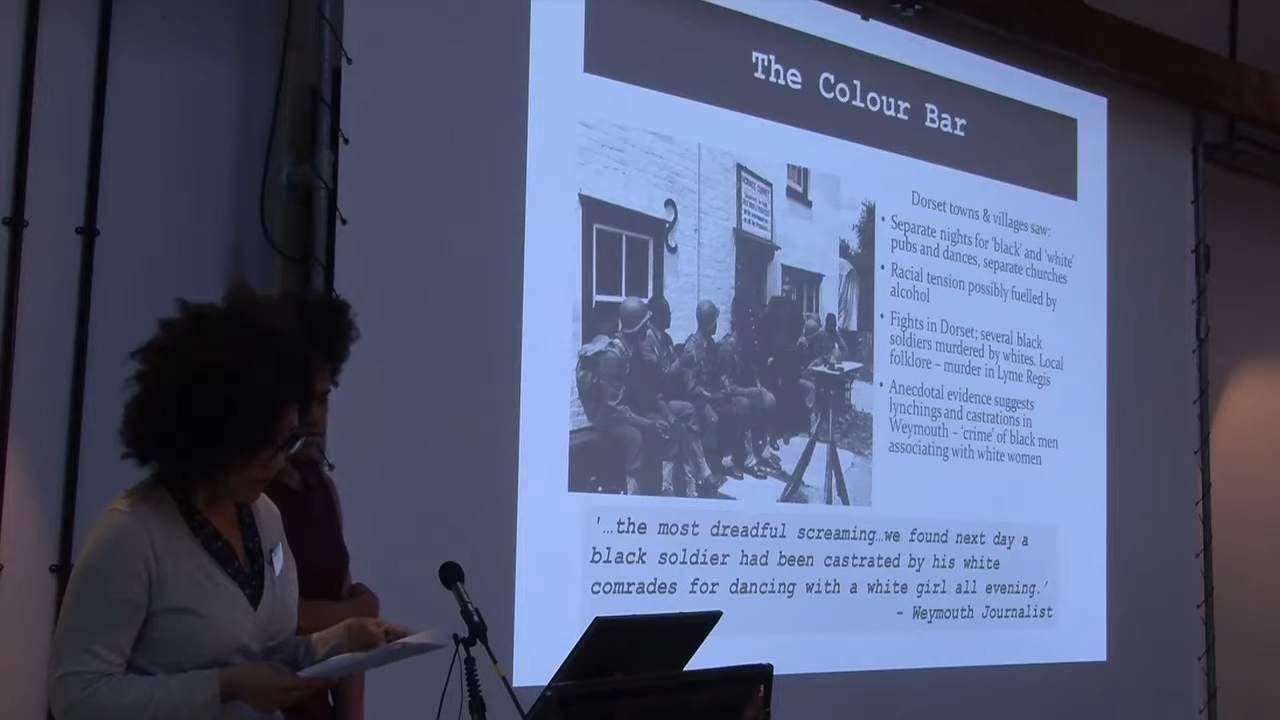 The Colour Bar
Dorset towns & villages saw:
• Separate nights for 'black' and 'white'
pubs and dances, separate churches
• Racial tension possibly fuelled by
alcohol
• Fights in Dorset; several black
soldiers murdered by whites. Local
folklore – murder in Lyme Regis
• Anecdotal evidence suggests
lynchings and castrations in
Weymouth – 'crime' of black men
associating with white women
'…the most dreadful screaming…we found next day a
black soldier had been castrated by his white
comrades for dancing with a white girl all evening.'
- Weymouth Journalist